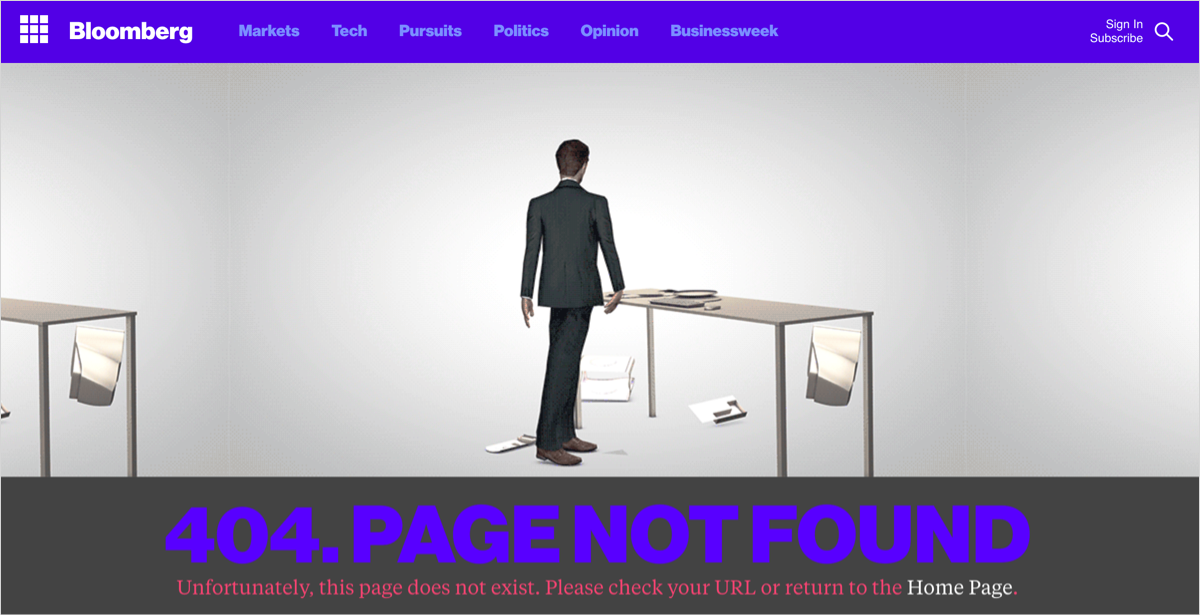 Bloomberg Markets Tech Pursuits Politics Opinion Businessweek
Sign In
Subscribe
404. PAGE NOT FOUND
Unfortunately, this page does not exist. Please check your URL or return to the Home Page.